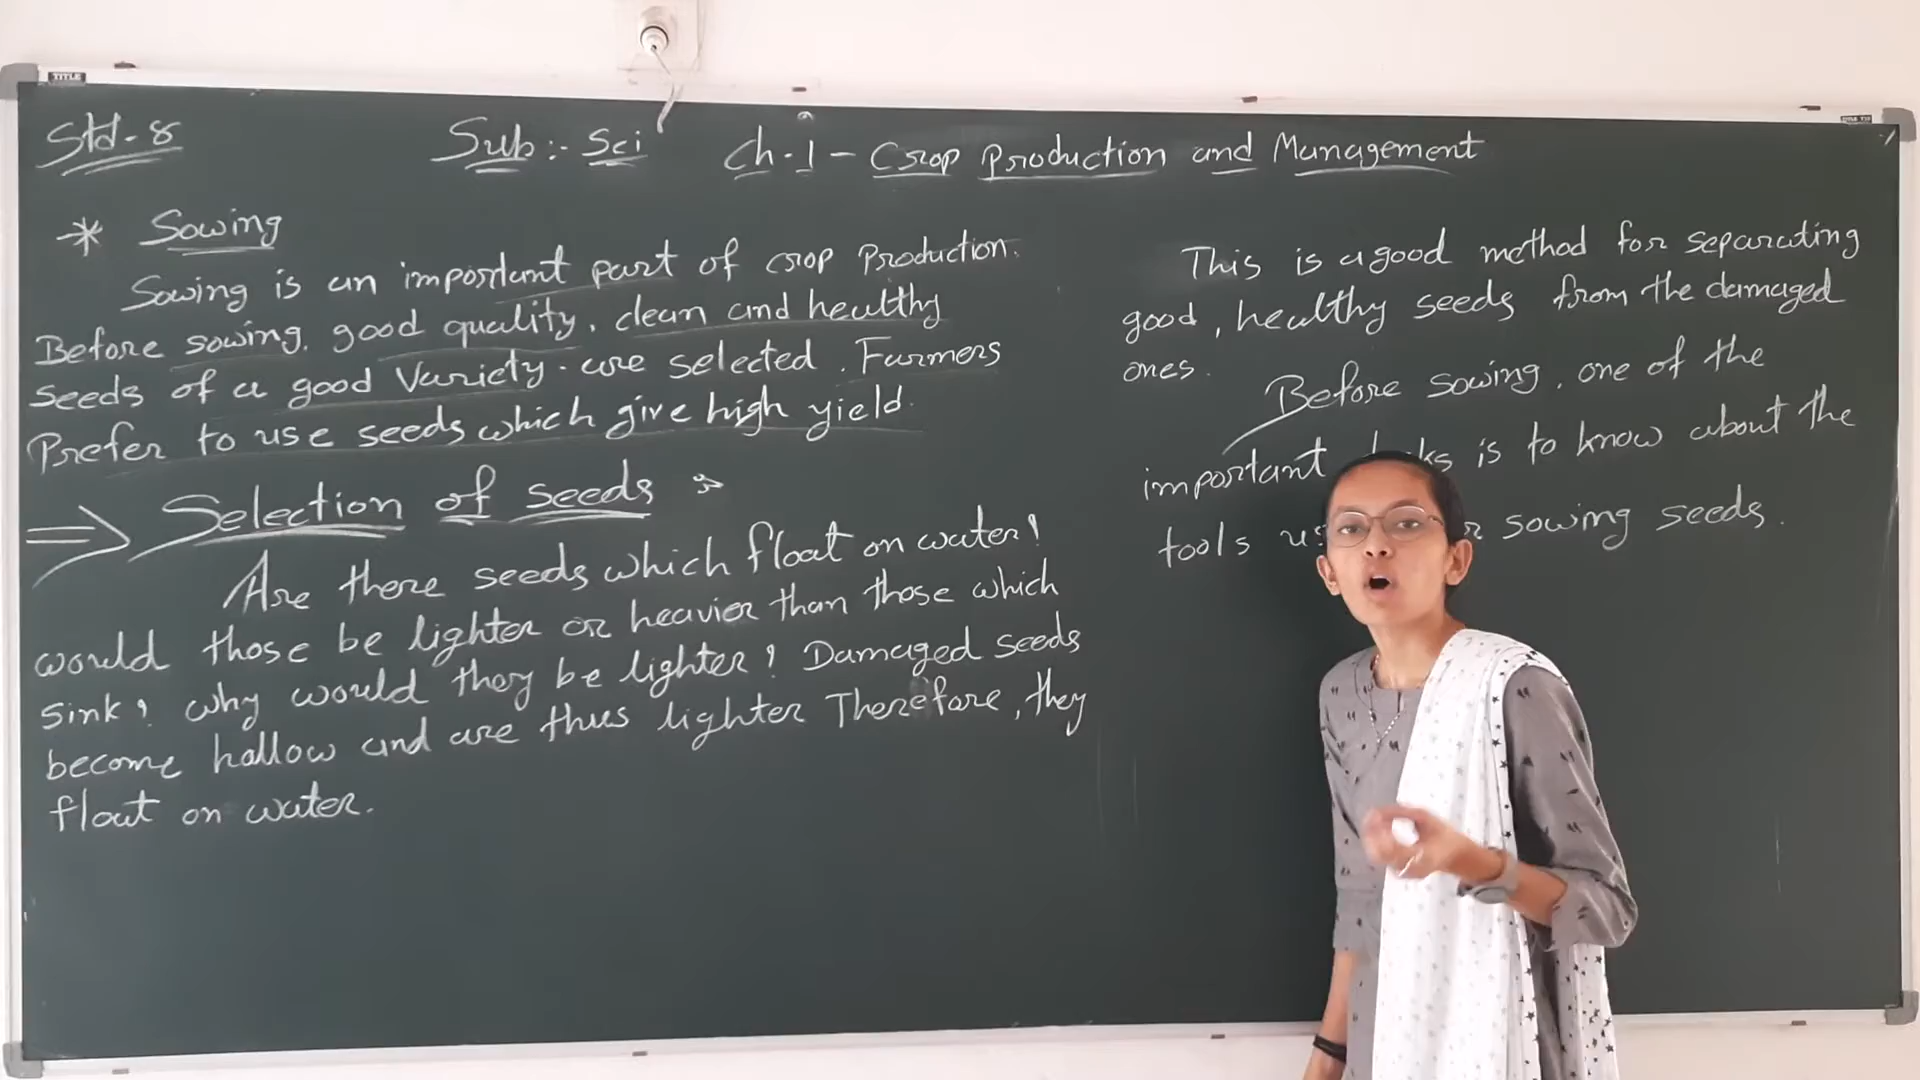 TITLE
Std-8 Sub:- Sci Ch-1 - Crop Production and Management
* Sowing
Sowing is an important part of crop Production.
Before sowing, good quality, clean and healthy
seeds of a good Variety. are selected. Farmers
Prefer to use seeds which give high yield.
⇒ Selection of seeds :-
Are there seeds which float on water?
would those be lighter or heavier than those which
sink? why would they be lighter? Damaged seeds
become hallow and are thus lighter Therefore, they
float on water.
This is a good method for separating
good, healthy seeds from the damaged
ones.
Before sowing, one of the
important is to know about the
tools sowing seeds.